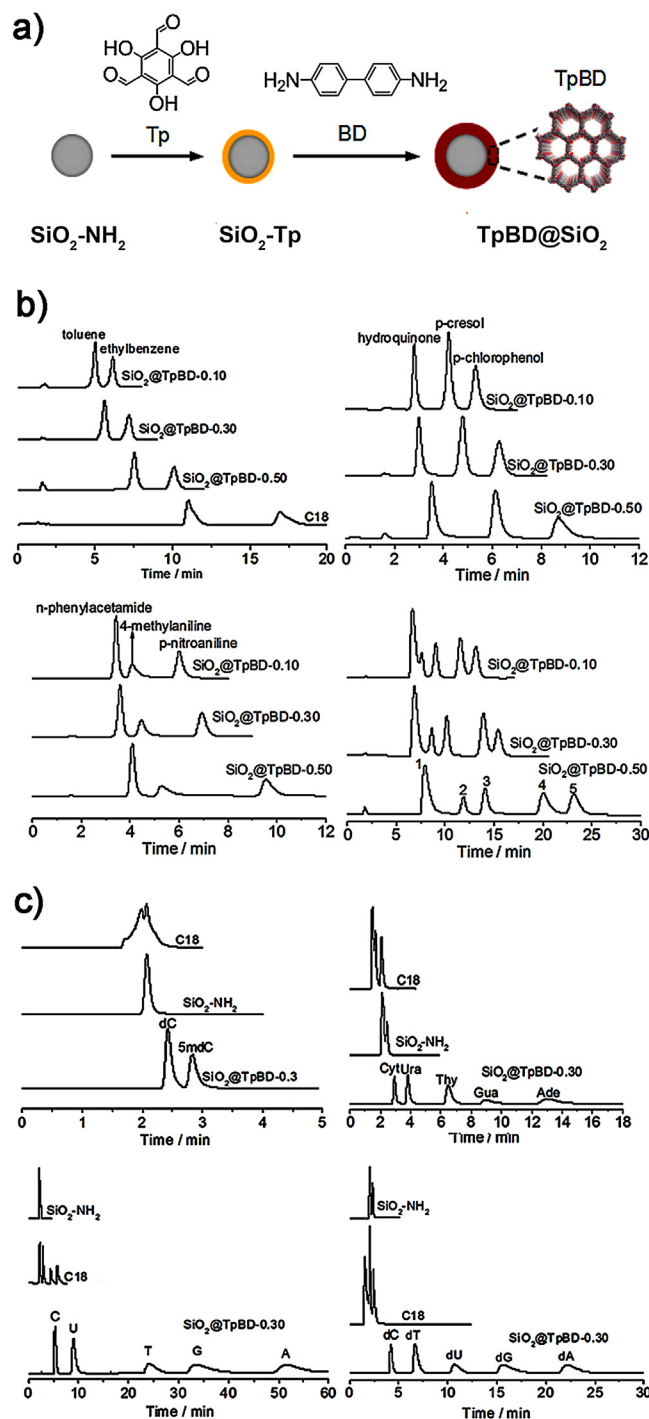 a)
O
HO
OH
O
O
OH
H₂N
NH₂
TpBD
Tp
BD
SiO₂-NH₂
SiO₂-Tp
TpBD@SiO₂
b)
toluene
ethylbenzene
SiO₂@TpBD-0.10
SiO₂@TpBD-0.30
SiO₂@TpBD-0.50
C18
0 5 10 15 20
Time / min
p-cresol
hydroquinone
p-chlorophenol
SiO₂@TpBD-0.10
SiO₂@TpBD-0.30
SiO₂@TpBD-0.50
0 2 4 6 8 10 12
Time / min
n-phenylacetamide
4-methylaniline
p-nitroaniline
SiO₂@TpBD-0.10
SiO₂@TpBD-0.30
SiO₂@TpBD-0.50
0 2 4 6 8 10 12
Time / min
SiO₂@TpBD-0.10
SiO₂@TpBD-0.30
SiO₂@TpBD-0.50
1 2 3 4 5
0 5 10 15 20 25 30
Time / min
c)
C18
SiO₂-NH₂
dC
5mdC
SiO₂@TpBD-0.3
0 1 2 3 4 5
Time / min
C18
SiO₂-NH₂
SiO₂@TpBD-0.30
Cyt Ura Thy Gua Ade
0 2 4 6 8 10 12 14 16 18
Time / min
SiO₂-NH₂
C18
SiO₂@TpBD-0.30
C U T G A
0 10 20 30 40 50 60
Time / min
SiO₂-NH₂
C18
SiO₂@TpBD-0.30
dC dT dU dG dA
0 5 10 15 20 25 30
Time / min